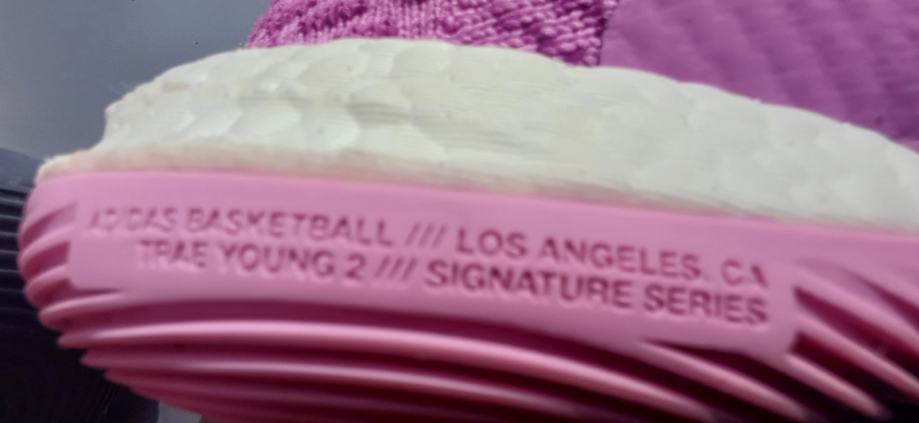 ADIDAS BASKETBALL /// LOS ANGELES, CA
TRAE YOUNG 2 /// SIGNATURE SERIES